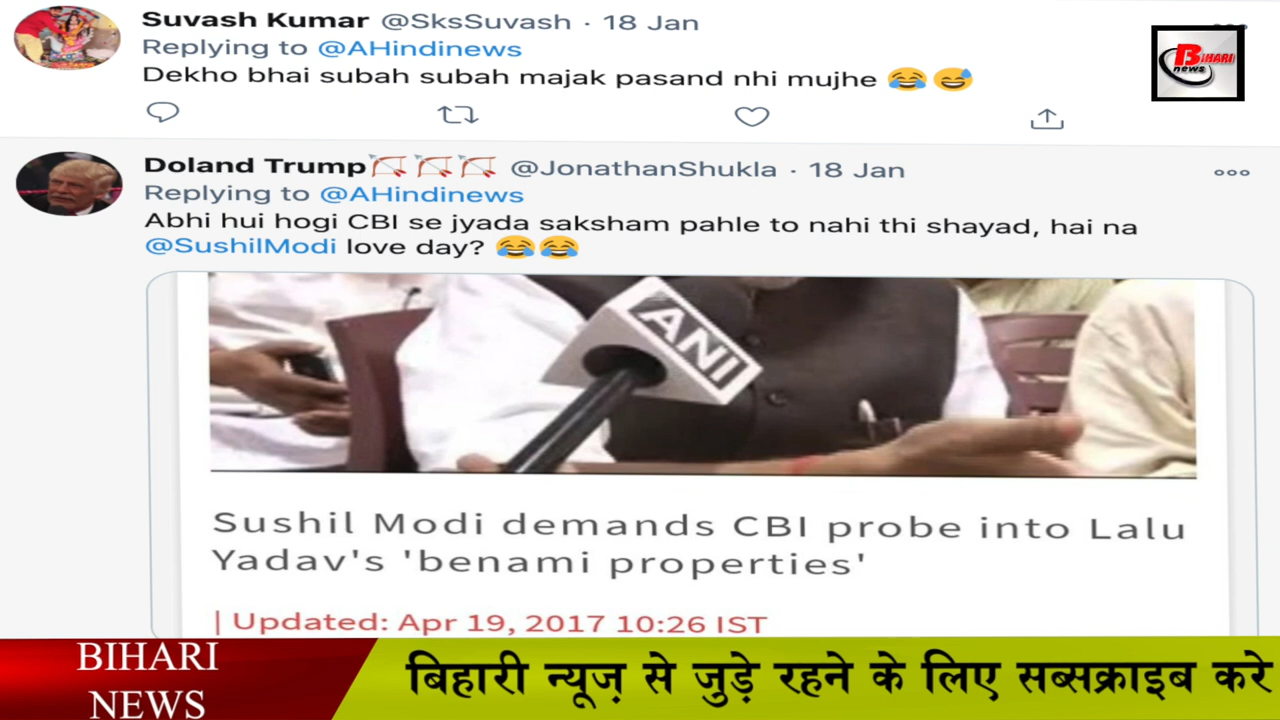 Suvash Kumar @SksSuvash · 18 Jan
Replying to @AHindinews
Dekho bhai subah subah majak pasand nhi mujhe 😂😅
BIHARI
news
Doland Trump🏹🏹🏹 @JonathanShukla · 18 Jan
Replying to @AHindinews
Abhi hui hogi CBI se jyada saksham pahle to nahi thi shayad, hai na
@SushilModi love day? 😂😂
ANI
Sushil Modi demands CBI probe into Lalu
Yadav's 'benami properties'
| Updated: Apr 19, 2017 10:26 IST
BIHARI
NEWS
बिहारी न्यूज़ से जुड़े रहने के लिए सब्सक्राइब करे